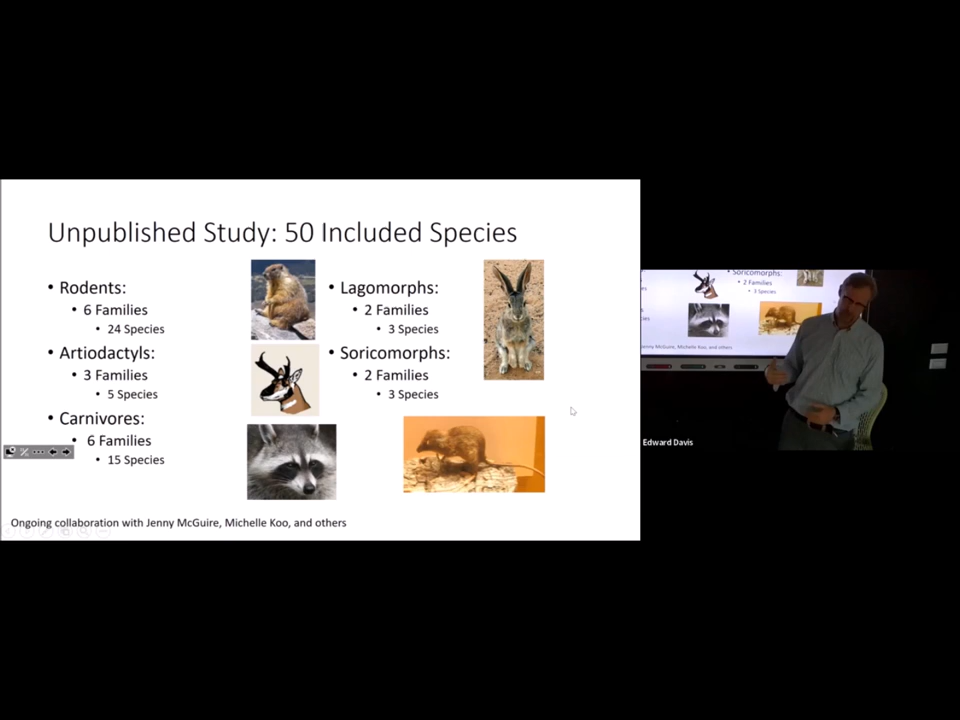 Unpublished Study: 50 Included Species
• Rodents:
• 6 Families
• 24 Species
• Artiodactyls:
• 3 Families
• 5 Species
• Carnivores:
• 6 Families
• 15 Species
• Lagomorphs:
• 2 Families
• 3 Species
• Soricomorphs:
• 2 Families
• 3 Species
Ongoing collaboration with Jenny McGuire, Michelle Koo, and others
Soricomorphs:
• 2 Families
• 3 Species
Jenny McGuire, Michelle Koo, and others
Edward Davis